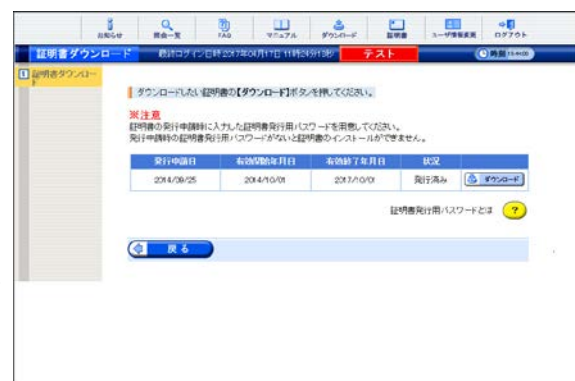 お知らせ 照会一覧 FAQ マニュアル ダウンロード 証明書 ユーザ情報変更 ログアウト
証明書ダウンロード 最終ログイン日時 2017年04月17日 11時24分13秒 テスト 時刻
1 証明書ダウンロード
ダウンロードしたい証明書の【ダウンロード】ボタンを押してください。
※注意
証明書の発行申請時に入力した証明書発行用パスワードを用意してください。
発行申請時の証明書発行用パスワードがないと証明書のインストールができません。
発行申請日 有効開始年月日 有効終了年月日 状況
2014/09/25 2014/10/01 2017/10/01 発行済み ダウンロード
証明書発行用パスワードとは ?
戻る